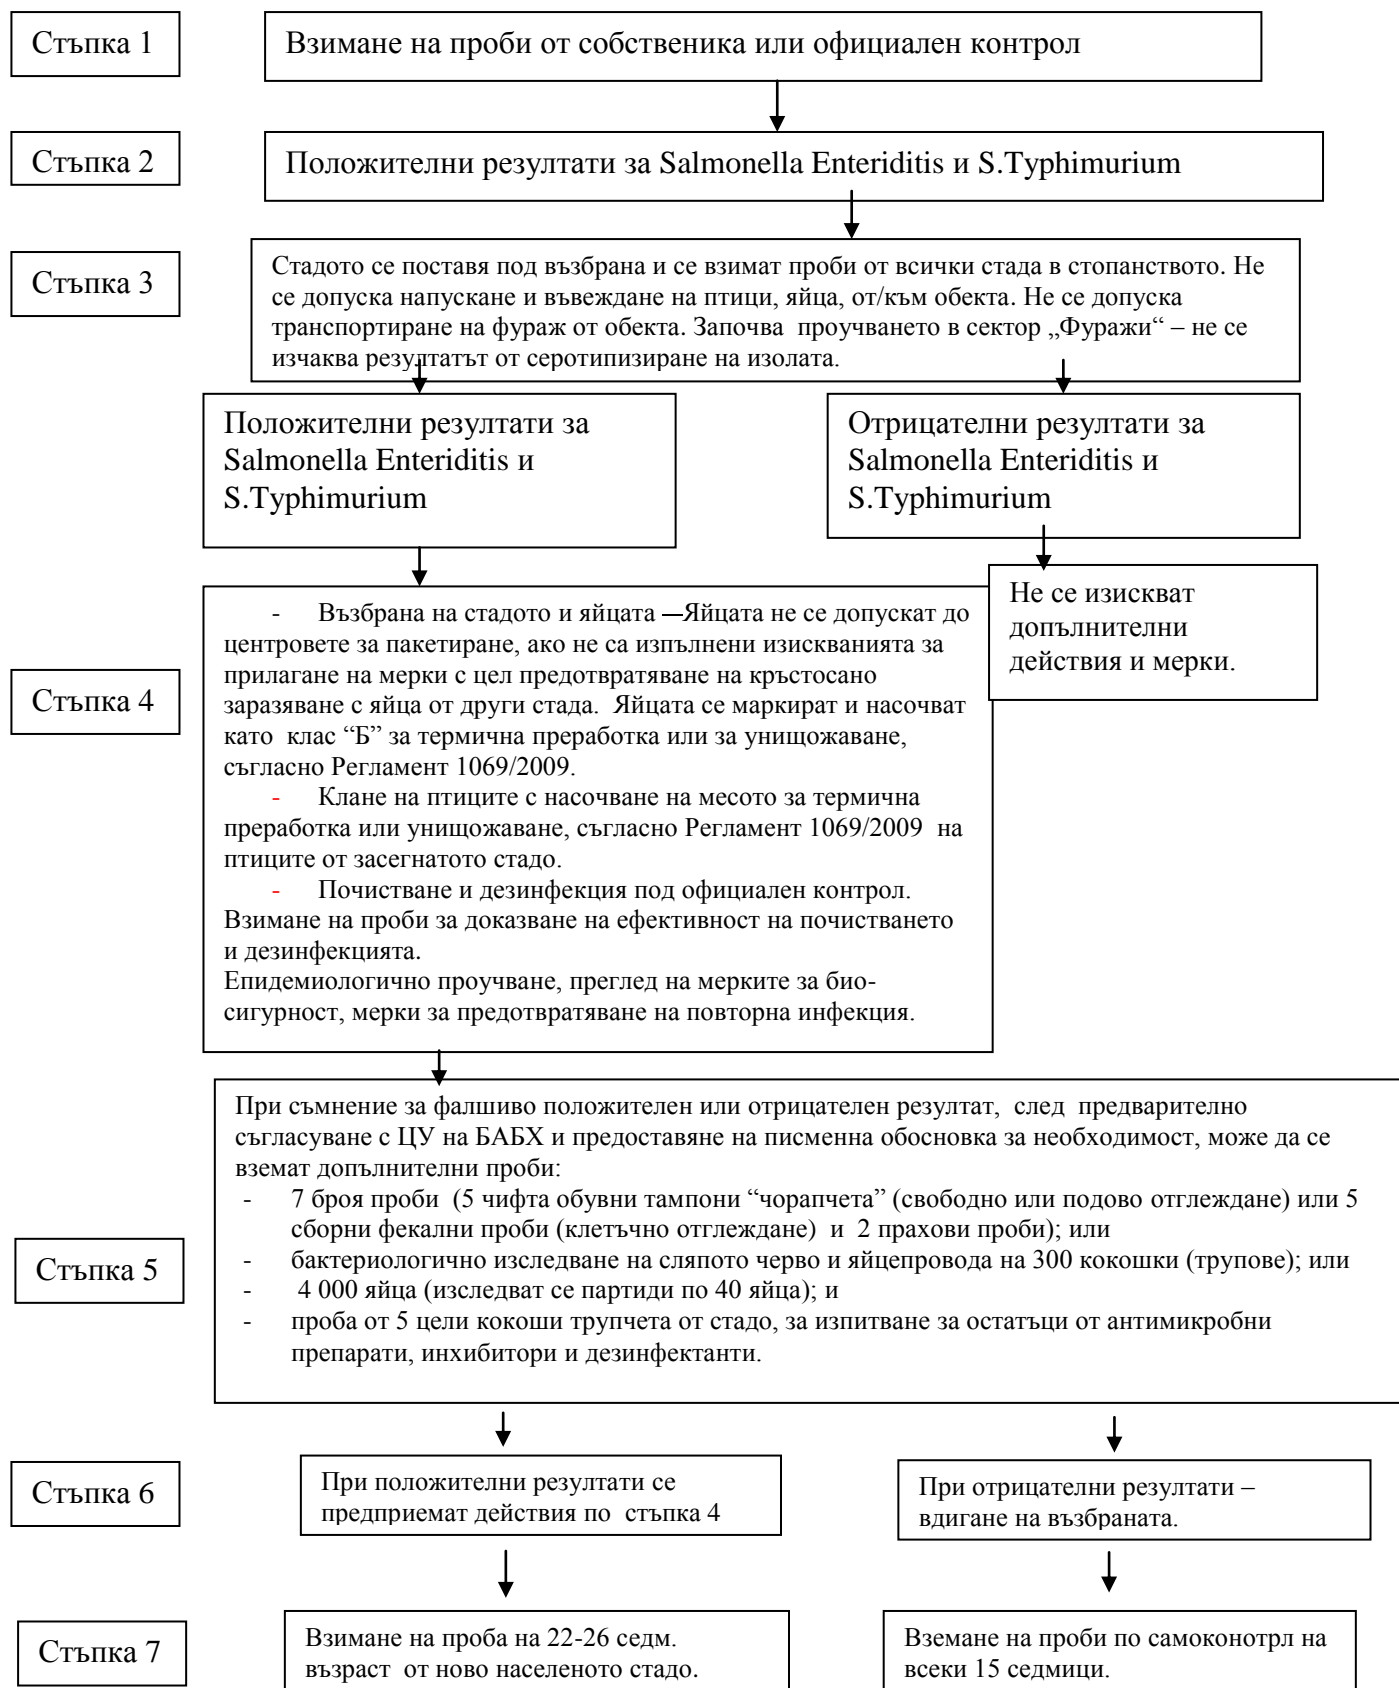 Стъпка 1
Взимане на проби от собственика или официален контрол
Стъпка 2
Положителни резултати за Salmonella Enteriditis и S.Typhimurium
Стъпка 3
Стадото се поставя под възбрана и се взимат проби от всички стада в стопанството. Не
се допуска напускане и въвеждане на птици, яйца, от/към обекта. Не се допуска
транспортиране на фураж от обекта. Започва проучването в сектор „Фуражи“ – не се
изчаква резултатът от серотипизиране на изолата.
Положителни резултати за
Salmonella Enteriditis и
S.Typhimurium
Отрицателни резултати за
Salmonella Enteriditis и
S.Typhimurium
Не се изискват
допълнителни
действия и мерки.
Стъпка 4
- Възбрана на стадото и яйцата —Яйцата не се допускат до
центровете за пакетиране, ако не са изпълнени изискванията за
прилагане на мерки с цел предотвратяване на кръстосано
заразяване с яйца от други стада. Яйцата се маркират и насочват
като клас “Б” за термична преработка или за унищожаване,
съгласно Регламент 1069/2009.
- Клане на птиците с насочване на месото за термична
преработка или унищожаване, съгласно Регламент 1069/2009 на
птиците от засегнатото стадо.
- Почистване и дезинфекция под официален контрол.
Взимане на проби за доказване на ефективност на почистването
и дезинфекцията.
Епидемиологично проучване, преглед на мерките за био-
сигурност, мерки за предотвратяване на повторна инфекция.
Стъпка 5
При съмнение за фалшиво положителен или отрицателен резултат, след предварително
съгласуване с ЦУ на БАБХ и предоставяне на писменна обосновка за необходимост, може да се
вземат допълнителни проби:
- 7 броя проби (5 чифта обувни тампони “чорапчета” (свободно или подово отглеждане) или 5
сборни фекални проби (клетъчно отглеждане) и 2 прахови проби); или
- бактериологично изследване на сляпото черво и яйцепровода на 300 кокошки (трупове); или
- 4 000 яйца (изследват се партиди по 40 яйца); и
- проба от 5 цели кокоши трупчета от стадо, за изпитване за остатъци от антимикробни
препарати, инхибитори и дезинфектанти.
Стъпка 6
При положителни резултати се
предприемат действия по стъпка 4
При отрицателни резултати –
вдигане на възбраната.
Стъпка 7
Взимане на проба на 22-26 седм.
възраст от ново населеното стадо.
Вземане на проби по самоконотрл на
всеки 15 седмици.